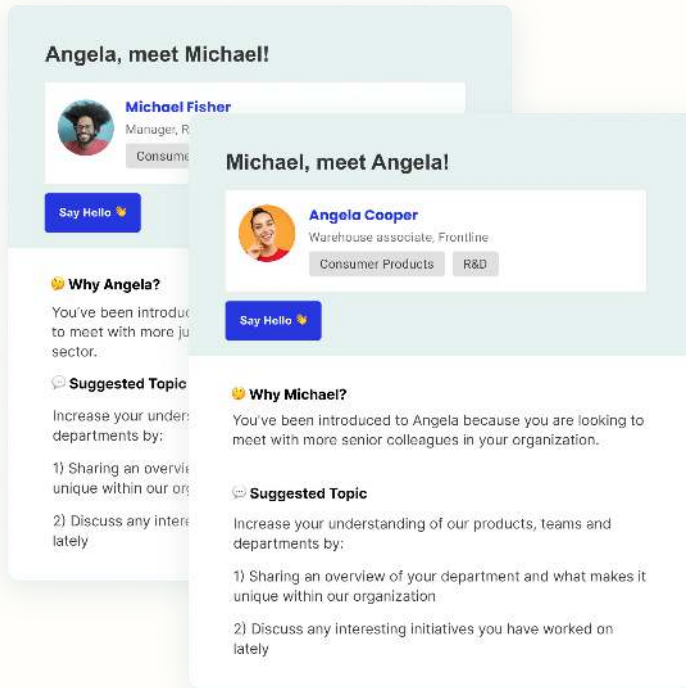 Angela, meet Michael!
Michael Fisher
Manager, R
Consume
Say Hello 👋
🤔 Why Angela?
You've been introduc
to meet with more ju
sector.
💬 Suggested Topic
Increase your under
departments by:
1) Sharing an overvie
unique within our org
2) Discuss any intere
lately
Michael, meet Angela!
Angela Cooper
Warehouse associate, Frontline
Consumer Products R&D
Say Hello 👋
🤔 Why Michael?
You've been introduced to Angela because you are looking to
meet with more senior colleagues in your organization.
💬 Suggested Topic
Increase your understanding of our products, teams and
departments by:
1) Sharing an overview of your department and what makes it
unique within our organization
2) Discuss any interesting initiatives you have worked on
lately